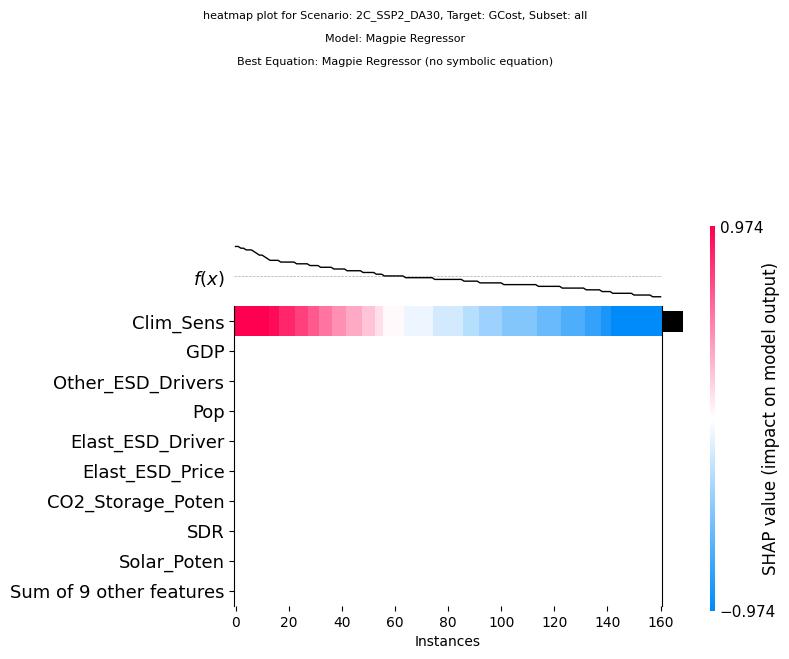 heatmap plot for Scenario: 2C_SSP2_DA30, Target: GCost, Subset: all
Model: Magpie Regressor
Best Equation: Magpie Regressor (no symbolic equation)
0.974
f(x)
Clim_Sens
GDP
Other_ESD_Drivers
Pop
Elast_ESD_Driver
Elast_ESD_Price
CO2_Storage_Poten
SDR
Solar_Poten
Sum of 9 other features
SHAP value (impact on model output)
−0.974
0 20 40 60 80 100 120 140 160
Instances